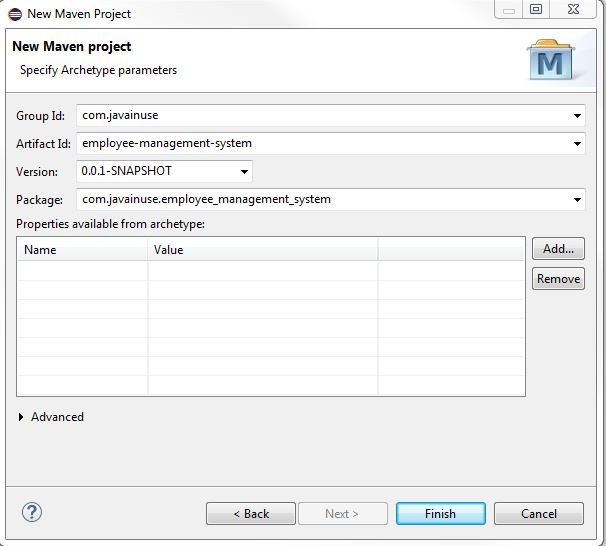 New Maven Project
New Maven project
Specify Archetype parameters
M
Group Id: com.javainuse
Artifact Id: employee-management-system
Version: 0.0.1-SNAPSHOT
Package: com.javainuse.employee_management_system
Properties available from archetype:
Name Value
Add...
Remove
Advanced
? < Back Next > Finish Cancel